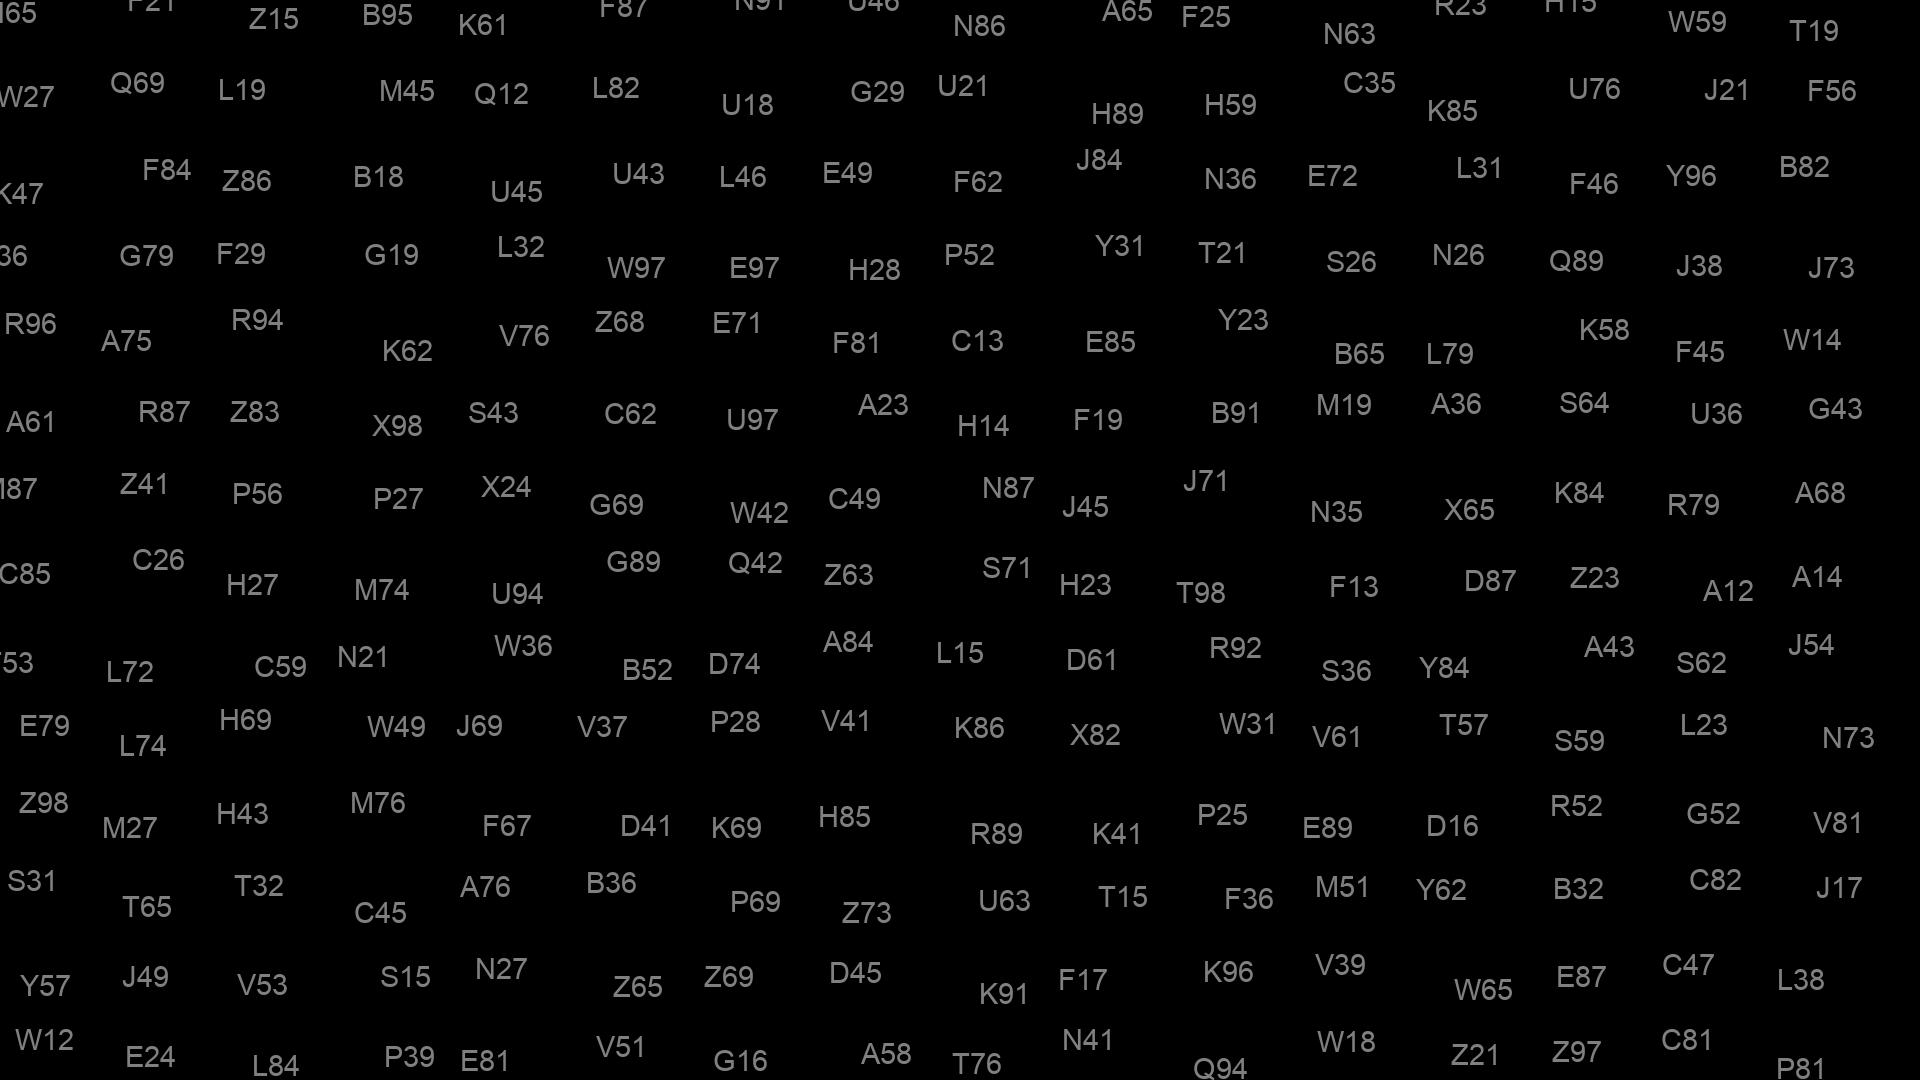 F21 Z15 B95 K61 F87 N91 U46 N86 A65 F25 N63 R23 H15 W59 T19
W27 Q69 L19 M45 Q12 L82 U18 G29 U21 H89 H59 C35 K85 U76 J21 F56
K47 F84 Z86 B18 U45 U43 L46 E49 F62 J84 N36 E72 L31 F46 Y96 B82
G79 F29 G19 L32 W97 E97 H28 P52 Y31 T21 S26 N26 Q89 J38 J73
R96 A75 R94 K62 V76 Z68 E71 F81 C13 E85 Y23 B65 L79 K58 F45 W14
A61 R87 Z83 X98 S43 C62 U97 A23 H14 F19 B91 M19 A36 S64 U36 G43
Z41 P56 P27 X24 G69 W42 C49 N87 J45 J71 N35 X65 K84 R79 A68
C85 C26 H27 M74 U94 G89 Q42 Z63 S71 H23 T98 F13 D87 Z23 A12 A14
L72 C59 N21 W36 B52 D74 A84 L15 D61 R92 S36 Y84 A43 S62 J54
E79 L74 H69 W49 J69 V37 P28 V41 K86 X82 W31 V61 T57 S59 L23 N73
Z98 M27 H43 M76 F67 D41 K69 H85 R89 K41 P25 E89 D16 R52 G52 V81
S31 T65 T32 C45 A76 B36 P69 Z73 U63 T15 F36 M51 Y62 B32 C82 J17
Y57 J49 V53 S15 N27 Z65 Z69 D45 K91 F17 K96 V39 W65 E87 C47 L38
W12 E24 L84 P39 E81 V51 G16 A58 T76 N41 Q94 W18 Z21 Z97 C81 P81